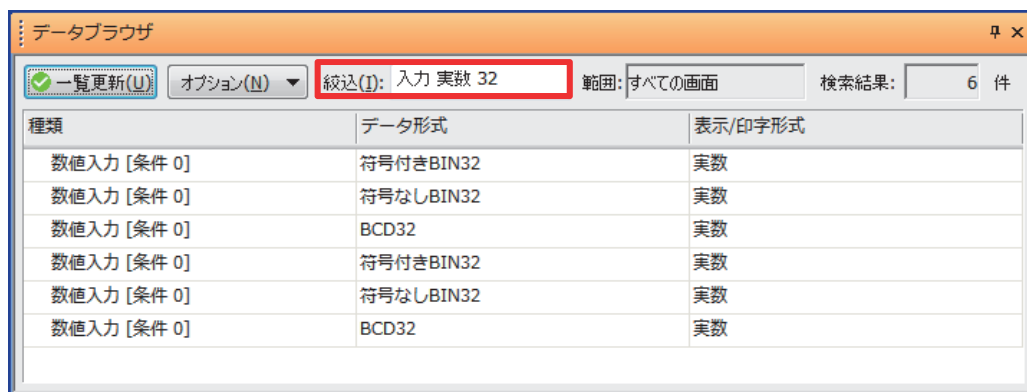 データブラウザ
一覧更新(U) オプション(N) 絞込(I): 入力 実数 32 範囲: すべての画面 検索結果: 6 件
種類 データ形式 表示/印字形式
数値入力 [条件 0] 符号付きBIN32 実数
数値入力 [条件 0] 符号なしBIN32 実数
数値入力 [条件 0] BCD32 実数
数値入力 [条件 0] 符号付きBIN32 実数
数値入力 [条件 0] 符号なしBIN32 実数
数値入力 [条件 0] BCD32 実数